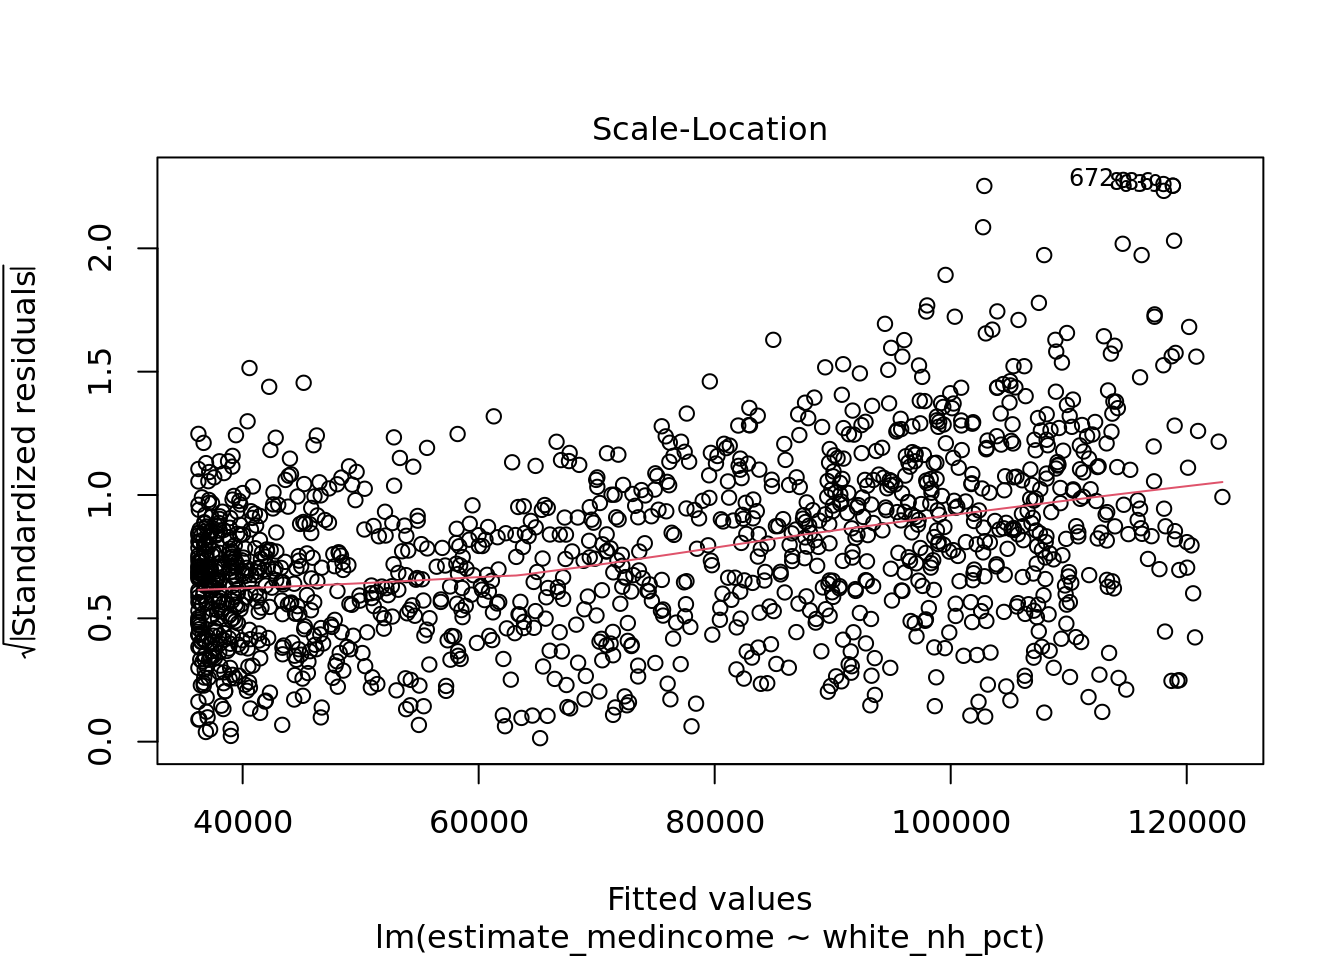 Scale-Location
2.0
1.5
1.0
0.5
0.0
√|Standardized residuals|
672
40000 60000 80000 100000 120000
Fitted values
lm(estimate_medincome ~ white_nh_pct)